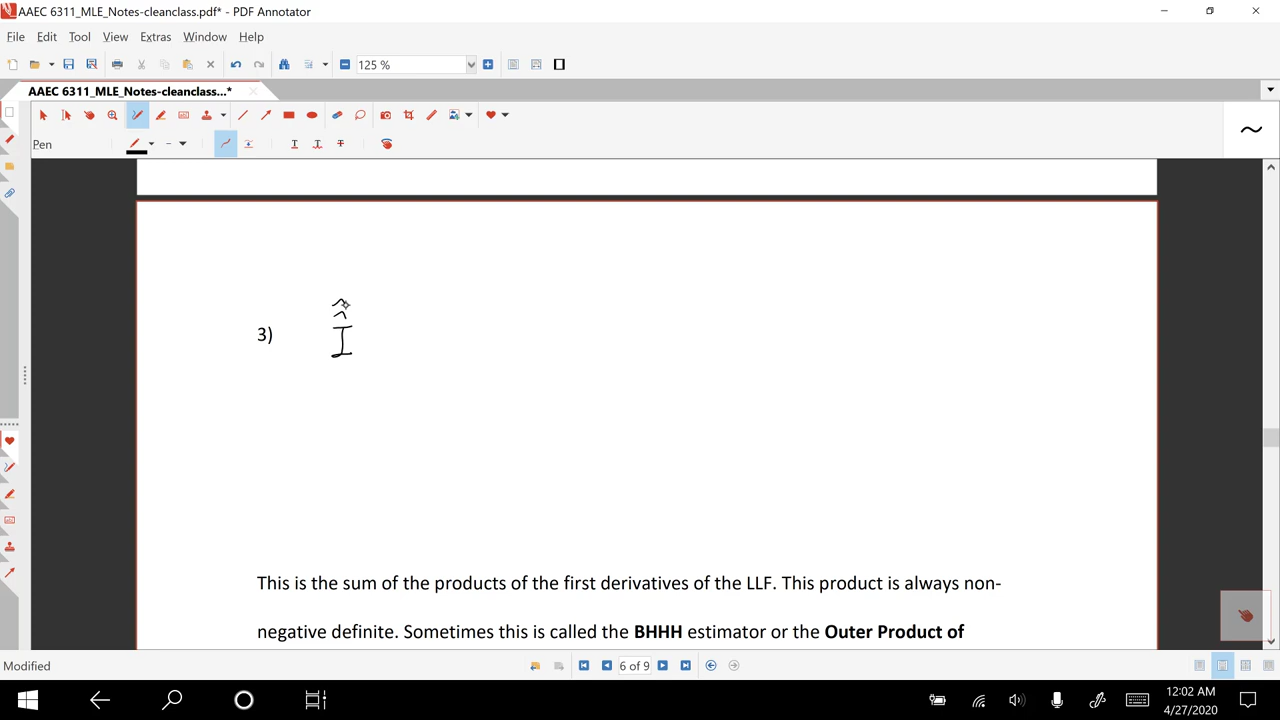 AAEC 6311_MLE_Notes-cleanclass.pdf* - PDF Annotator
File Edit Tool View Extras Window Help
125 %
AAEC 6311_MLE_Notes-cleanclass...*
Pen
3) I
This is the sum of the products of the first derivatives of the LLF. This product is always non-
negative definite. Sometimes this is called the BHHH estimator or the Outer Product of
Modified
6 of 9
12:02 AM
4/27/2020